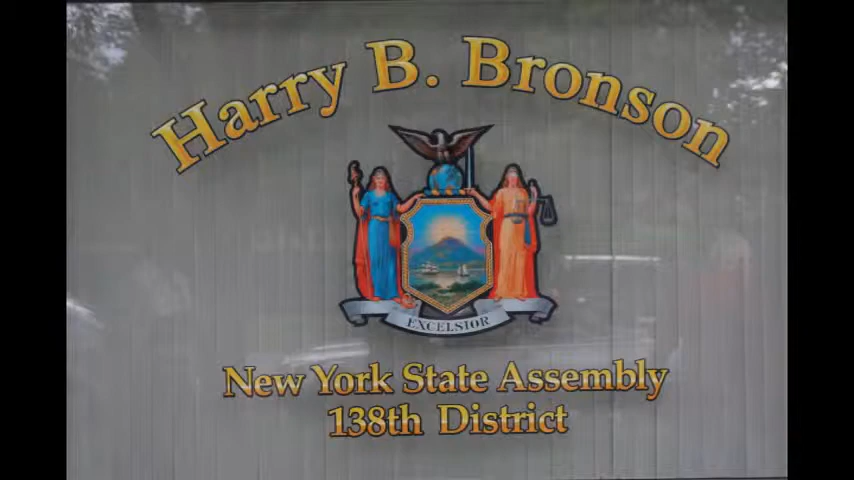 Harry B. Bronson
EXCELSIOR
New York State Assembly
138th District